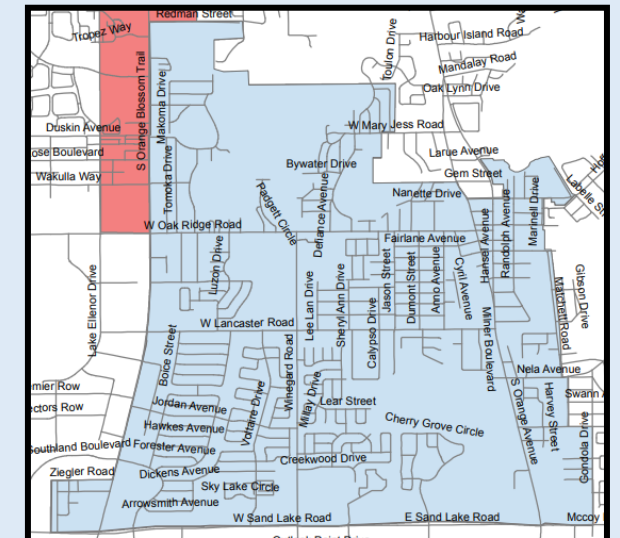 Redman Street
Tropez Way
Harbour Island Road
Toulon Drive
Mandalay Road
S Orange Blossom Trail
Oak Lynn Drive
Makoma Drive
Duskin Avenue
W Mary Jess Road
ose Boulevard
Larue Avenue
Bywater Drive
Gem Street
Wakulla Way
Tomoka Drive
Labelle St
Nanette Drive
Padgett Circle
Defiance Avenue
Hansel Avenue
Randolph Avenue
Marinell Drive
W Oak Ridge Road
Fairlane Avenue
Luzon Drive
Jason Street
Dumont Street
Anno Avenue
Cyril Avenue
Lake Ellenor Drive
Lee Lan Drive
Sheryl Ann Drive
Calypso Drive
Gibson Drive
Matchett Road
W Lancaster Road
Milner Boulevard
Boice Street
Winegard Road
Nela Avenue
mier Row
Millay Drive
S Orange Avenue
Harvey Street
Swann
ectors Row
Jordan Avenue
Voltaire Drive
Lear Street
Hawkes Avenue
Cherry Grove Circle
Gondola Drive
Southland Boulevard
Forester Avenue
Creekwood Drive
Ziegler Road
Dickens Avenue
Sky Lake Circle
Arrowsmith Avenue
W Sand Lake Road
E Sand Lake Road
Mccoy